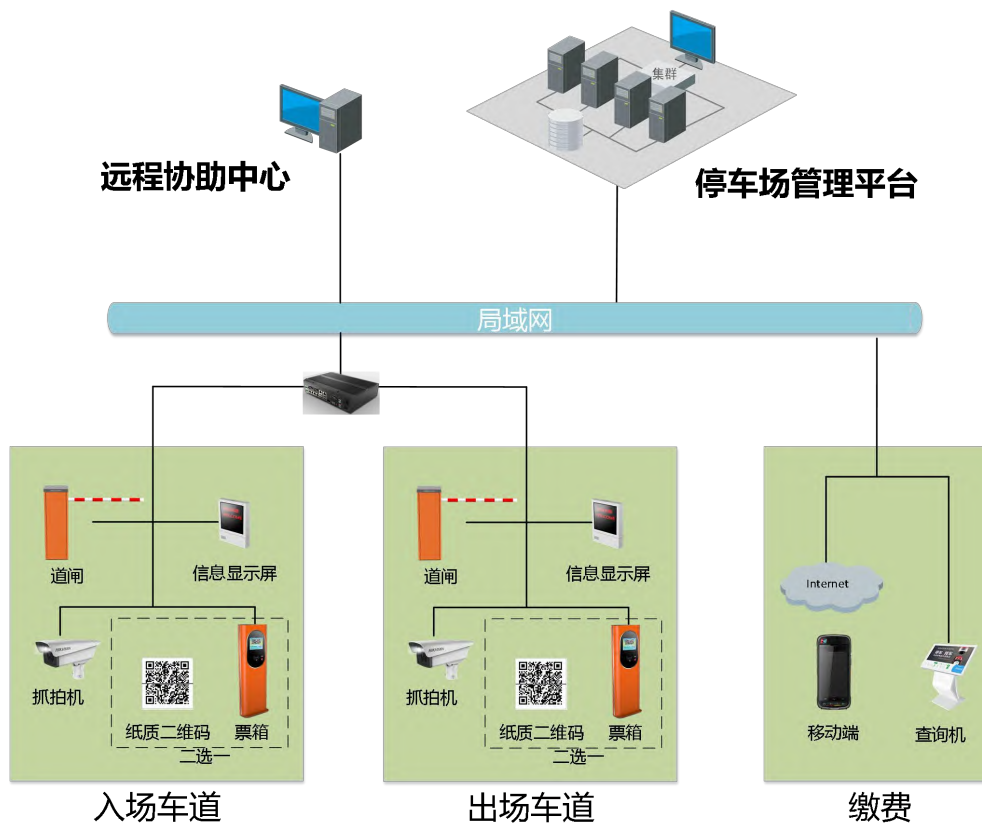 集群
远程协助中心
停车场管理平台
局域网
道闸
信息显示屏
抓拍机
纸质二维码
票箱
二选一
入场车道
道闸
信息显示屏
抓拍机
纸质二维码
票箱
二选一
出场车道
Internet
移动端
查询机
缴费